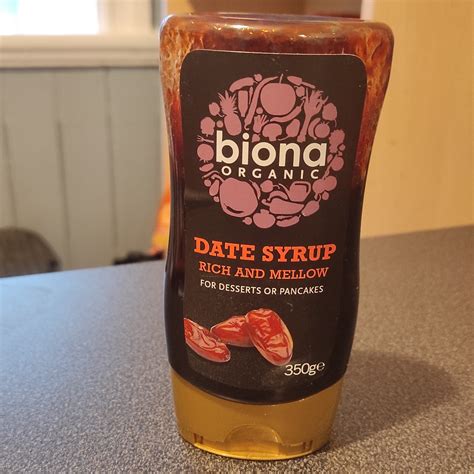 biona
ORGANIC
DATE SYRUP
RICH AND MELLOW
FOR DESSERTS OR PANCAKES
350g℮